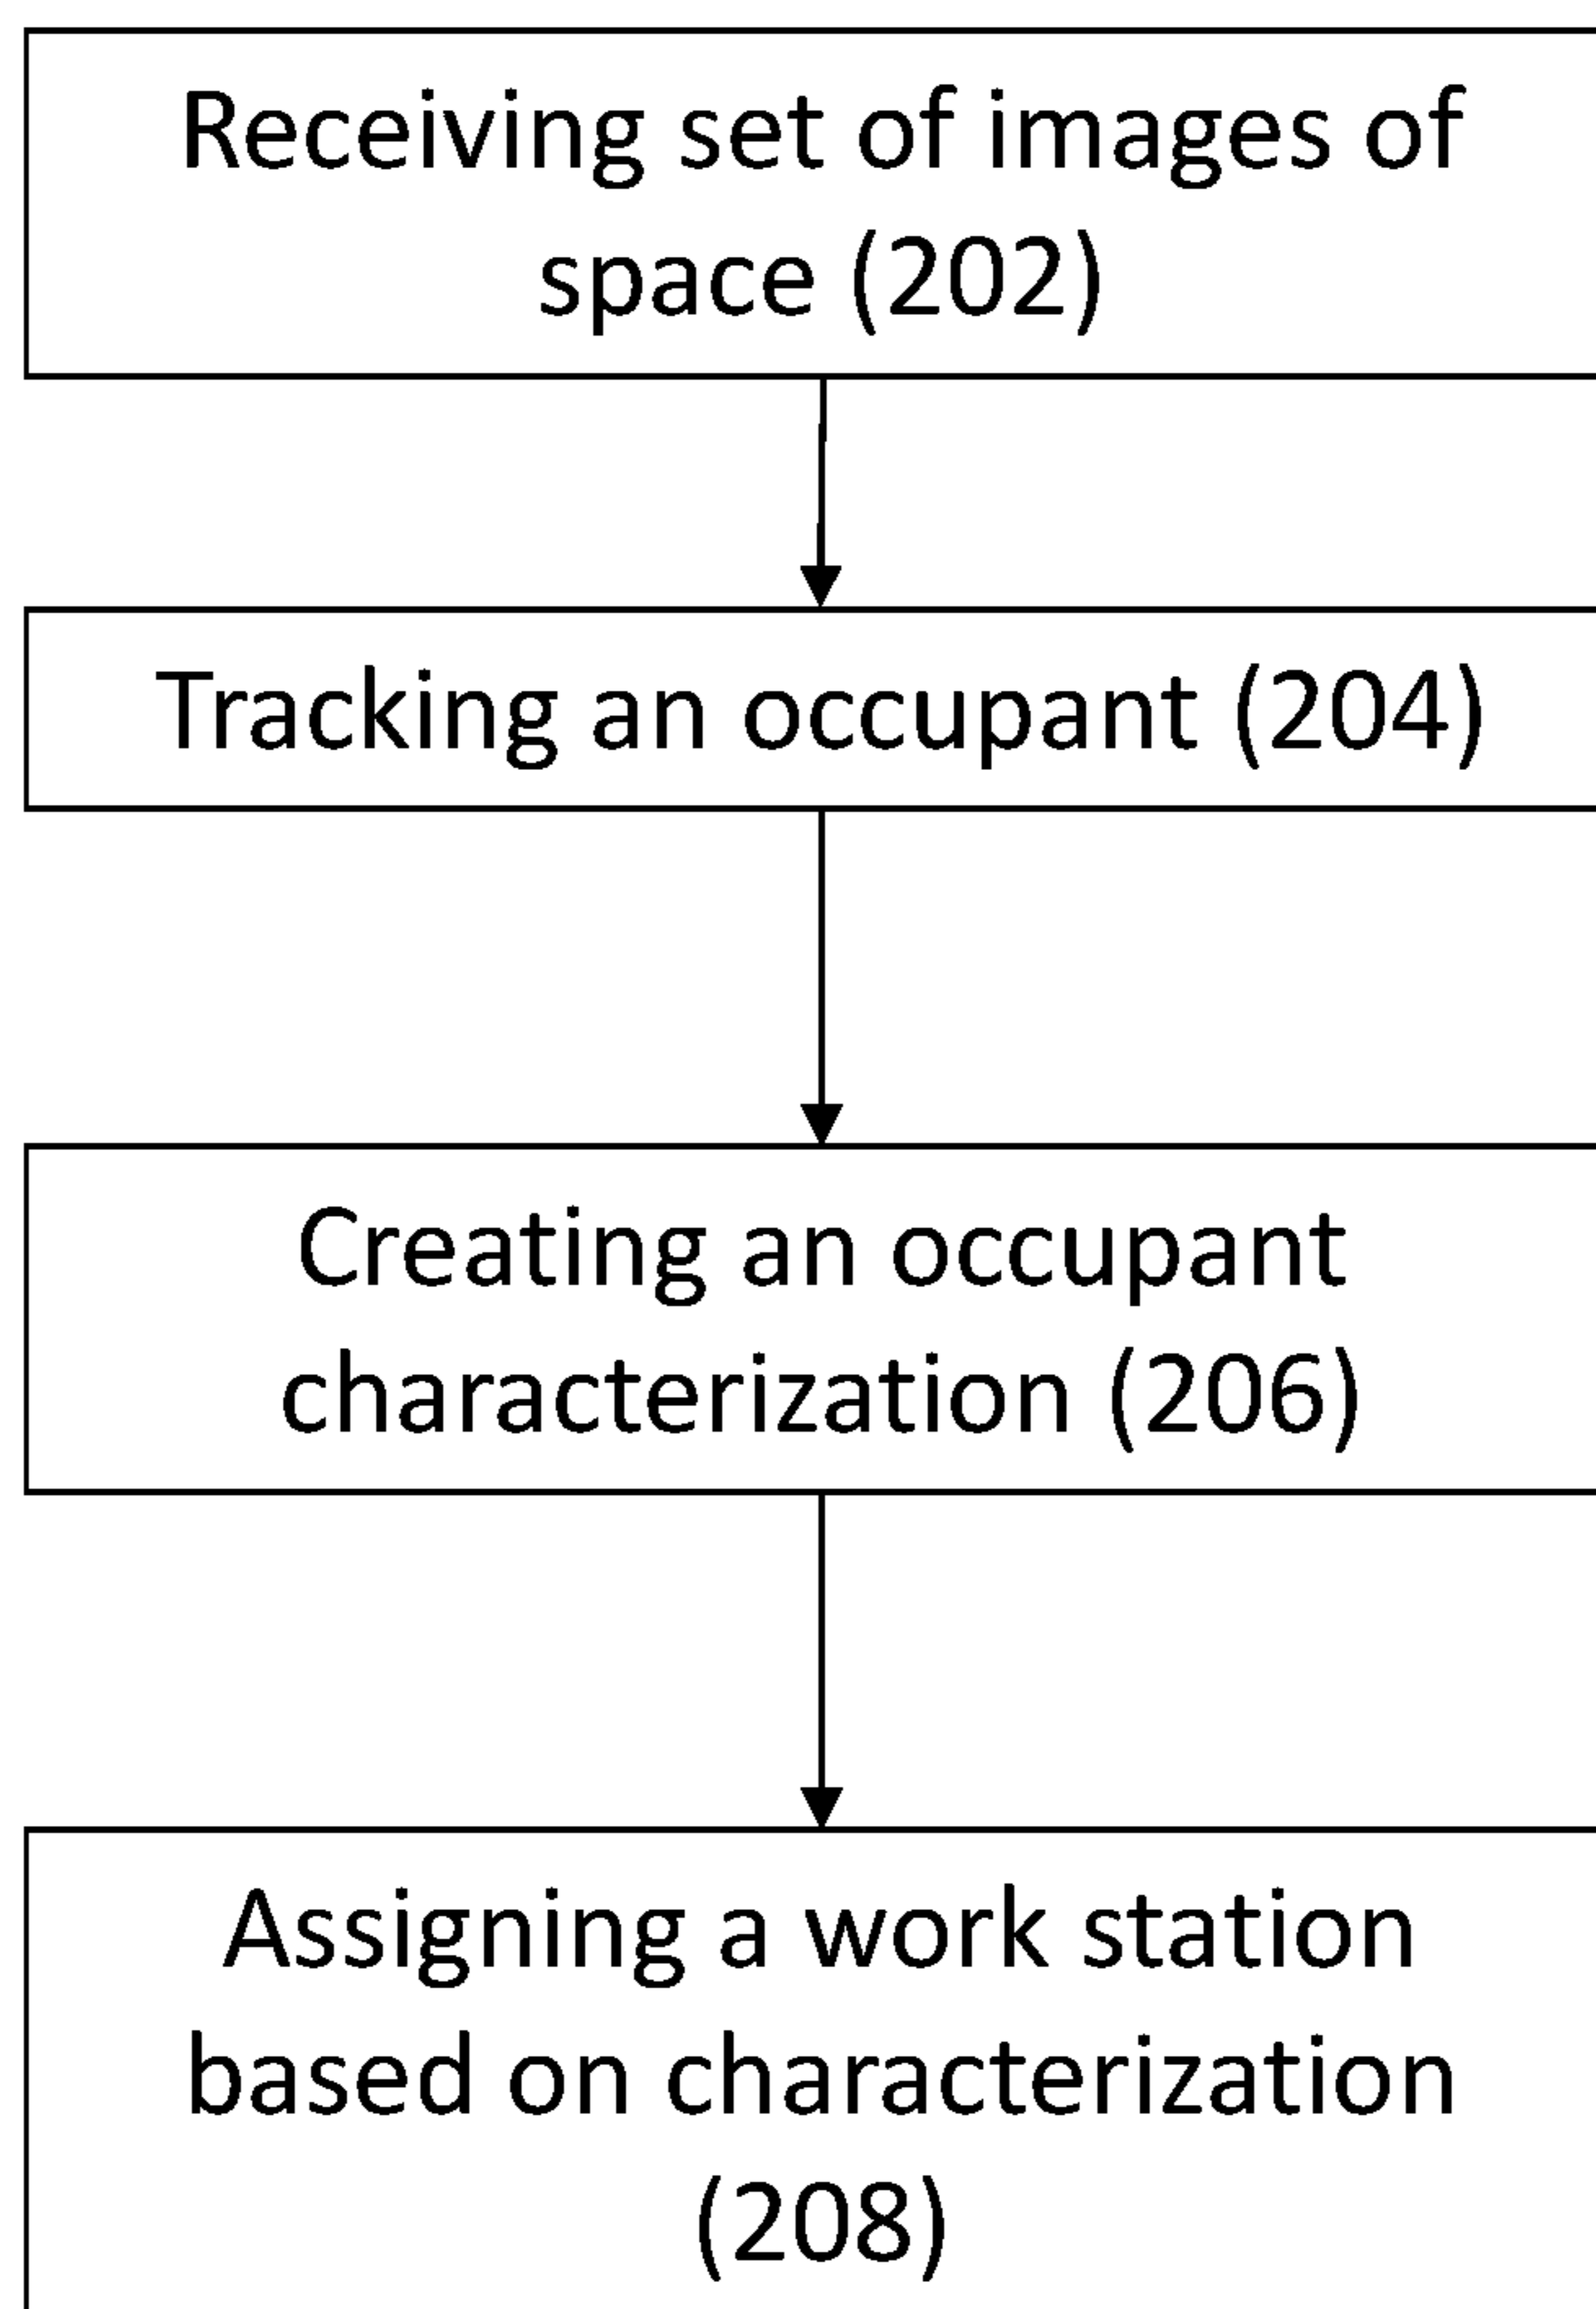 Receiving set of images of
space (202)
Tracking an occupant (204)
Creating an occupant
characterization (206)
Assigning a work station
based on characterization
(208)